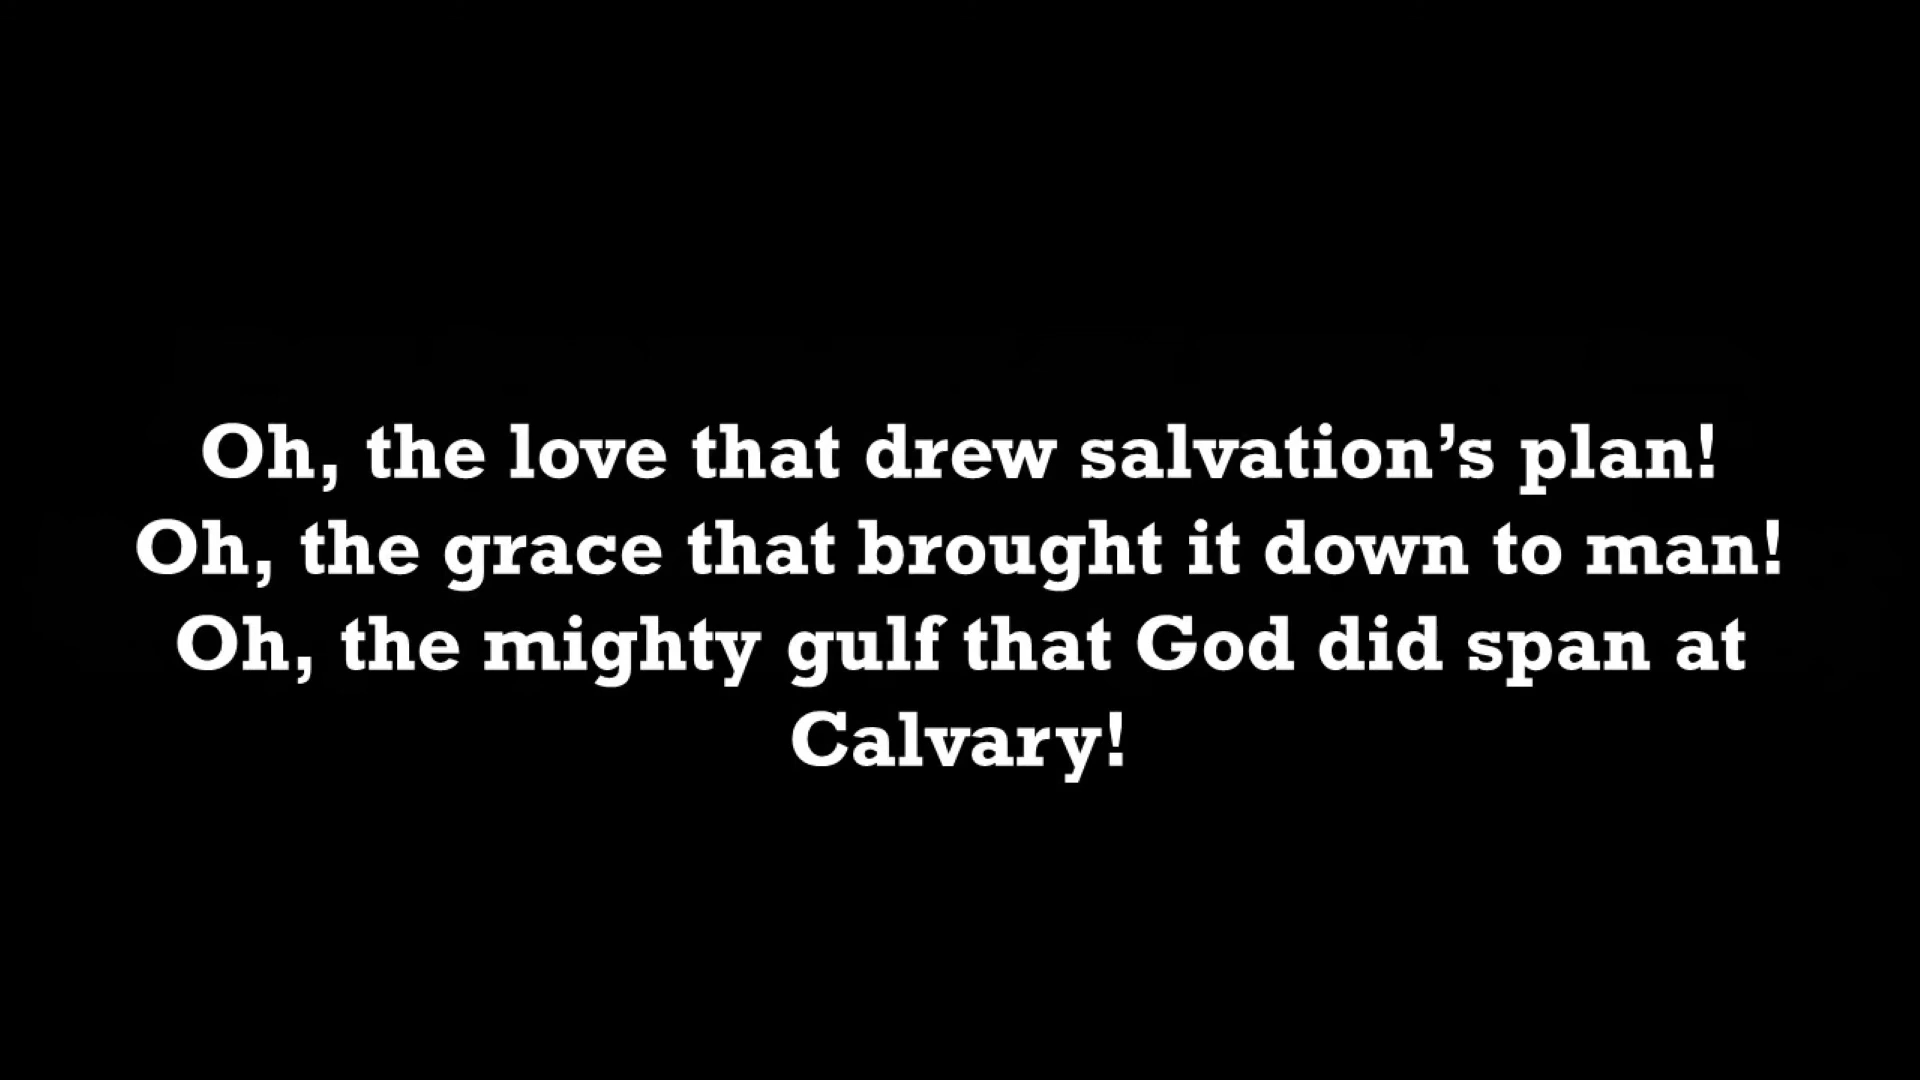 Oh, the love that drew salvation’s plan!
Oh, the grace that brought it down to man!
Oh, the mighty gulf that God did span at
Calvary!